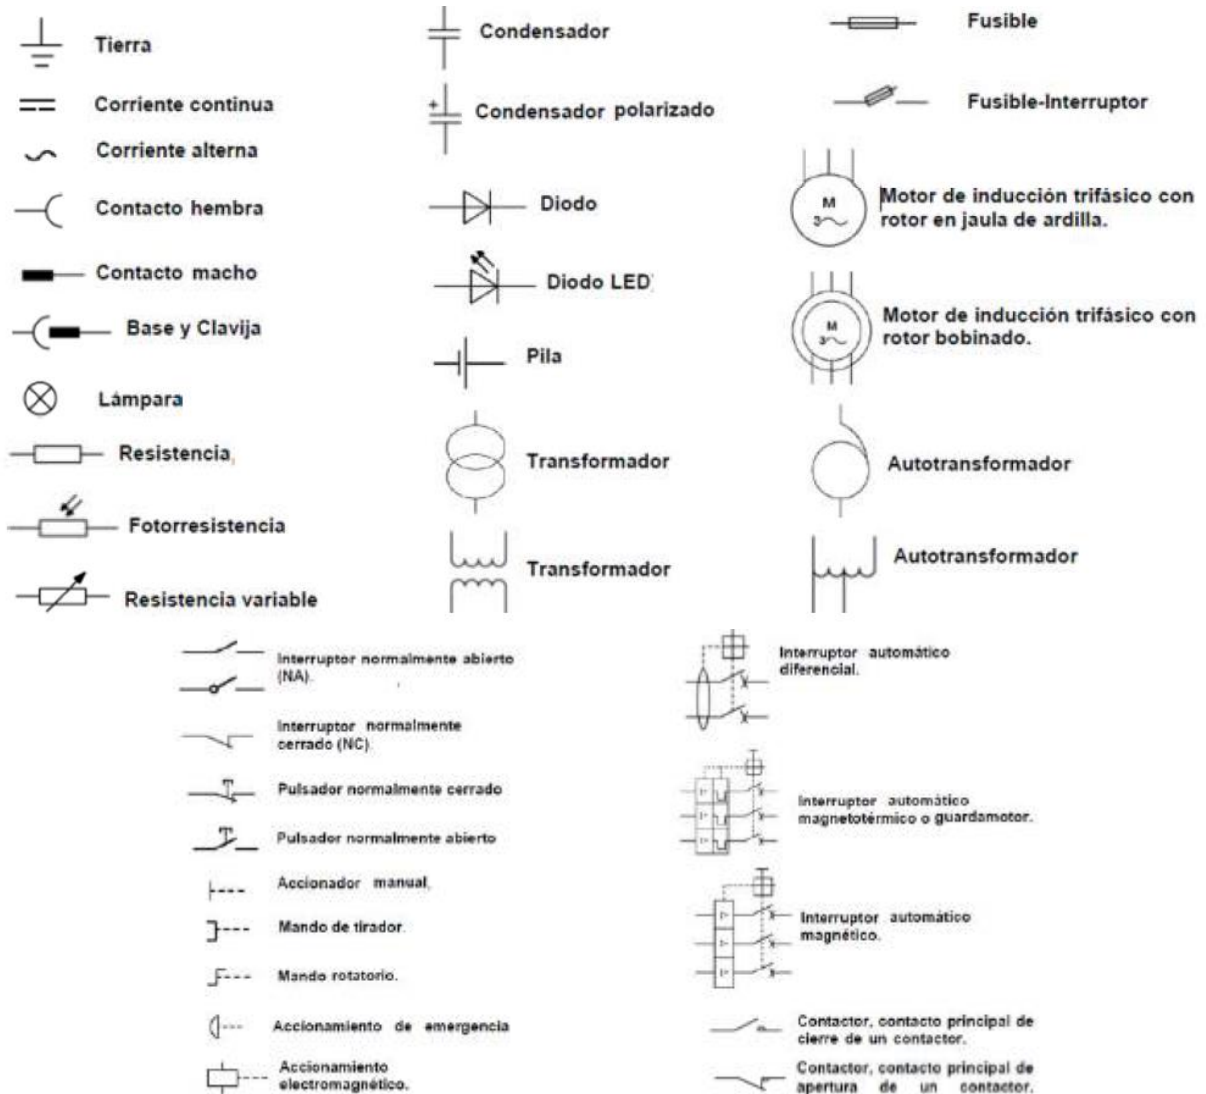 Tierra
Corriente continua
Corriente alterna
Contacto hembra
Contacto macho
Base y Clavija
Lámpara
Resistencia,
Fotorresistencia
Resistencia variable
Condensador
+
Condensador polarizado
Diodo
Diodo LED
Pila
Transformador
Transformador
Fusible
Fusible-Interruptor
M
3
Motor de inducción trifásico con
rotor en jaula de ardilla.
M
3
Motor de inducción trifásico con
rotor bobinado.
Autotransformador
Autotransformador
Interruptor normalmente abierto
(NA).
Interruptor normalmente
cerrado (NC).
Pulsador normalmente cerrado
Pulsador normalmente abierto
Accionador manual,
Mando de tirador.
Mando rotatorio.
Accionamiento de emergencia
Accionamiento
electromagnético.
Interruptor automático
diferencial.
Interruptor automático
magnetotérmico o guardamotor.
Interruptor automático
magnético.
Contactor, contacto principal de
cierre de un contactor.
Contactor, contacto principal de
apertura de un contactor.